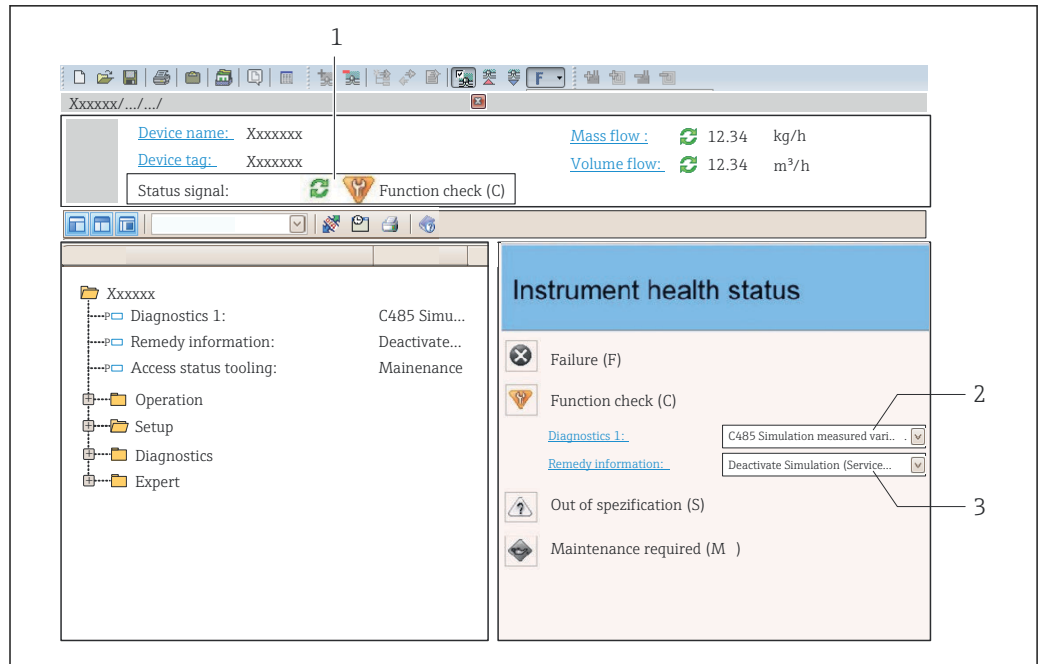 1
F
Xxxxxx/.../.../
Device name: Xxxxxxx
Mass flow : 12.34 kg/h
Device tag: Xxxxxxx
Volume flow: 12.34 m³/h
Status signal: Function check (C)
Xxxxxx
P Diagnostics 1: C485 Simu...
P Remedy information: Deactivate...
P Access status tooling: Mainenance
Operation
Setup
Diagnostics
Expert
Instrument health status
Failure (F)
Function check (C)
Diagnostics 1: C485 Simulation measured vari.. .
2
Remedy information: Deactivate Simulation (Service...
Out of spezification (S)
3
Maintenance required (M )